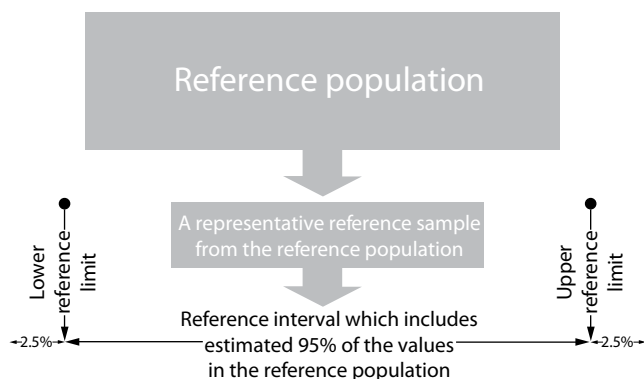 Reference population
A representative reference sample
from the reference population
Lower
reference
limit
Upper
reference
limit
2.5%
Reference interval which includes
estimated 95% of the values
in the reference population
2.5%